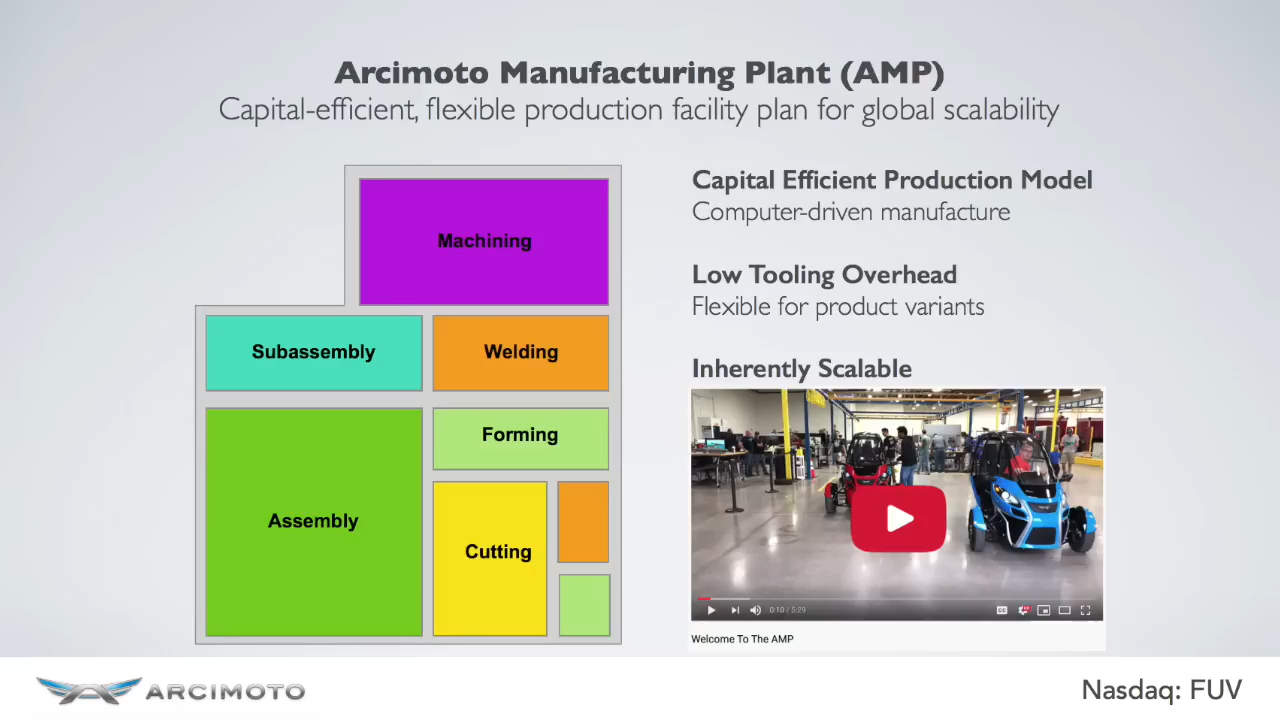 Arcimoto Manufacturing Plant (AMP)
Capital-efficient, flexible production facility plan for global scalability
Machining
Subassembly
Welding
Forming
Assembly
Cutting
Capital Efficient Production Model
Computer-driven manufacture
Low Tooling Overhead
Flexible for product variants
Inherently Scalable
0:10 / 5:29
CC
Welcome To The AMP
ARCIMOTO
Nasdaq: FUV